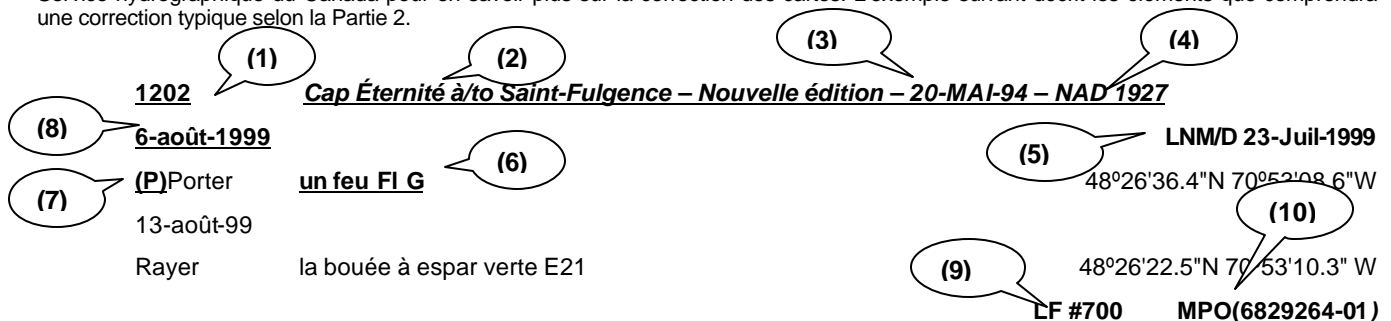 une correction typique selon la Partie 2.
(1) (2) (3) (4)
1202 Cap Éternité à/to Saint-Fulgence – Nouvelle édition – 20-MAI-94 – NAD 1927
(8) 6-août-1999 (5) LNM/D 23-Juil-1999
(7) (P)Porter un feu Fl G (6) 48º26'36.4"N 70º53'08.6"W
13-août-99 (10)
Rayer la bouée à espar verte E21 (9) 48º26'22.5"N 70º53'10.3" W
LF #700 MPO(6829264-01)